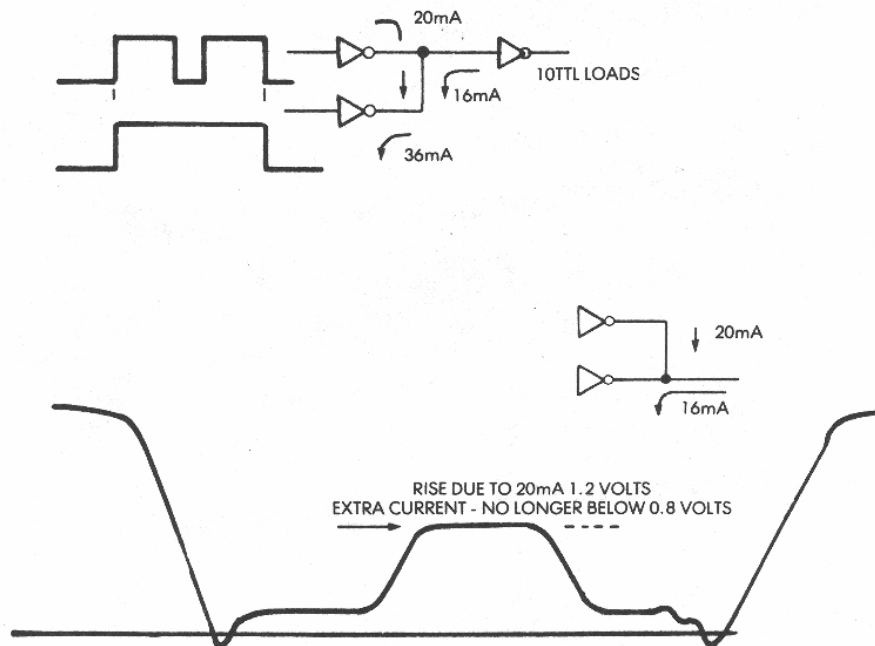 20mA
10TTL LOADS
16mA
36mA
20mA
16mA
RISE DUE TO 20mA 1.2 VOLTS
EXTRA CURRENT - NO LONGER BELOW 0.8 VOLTS